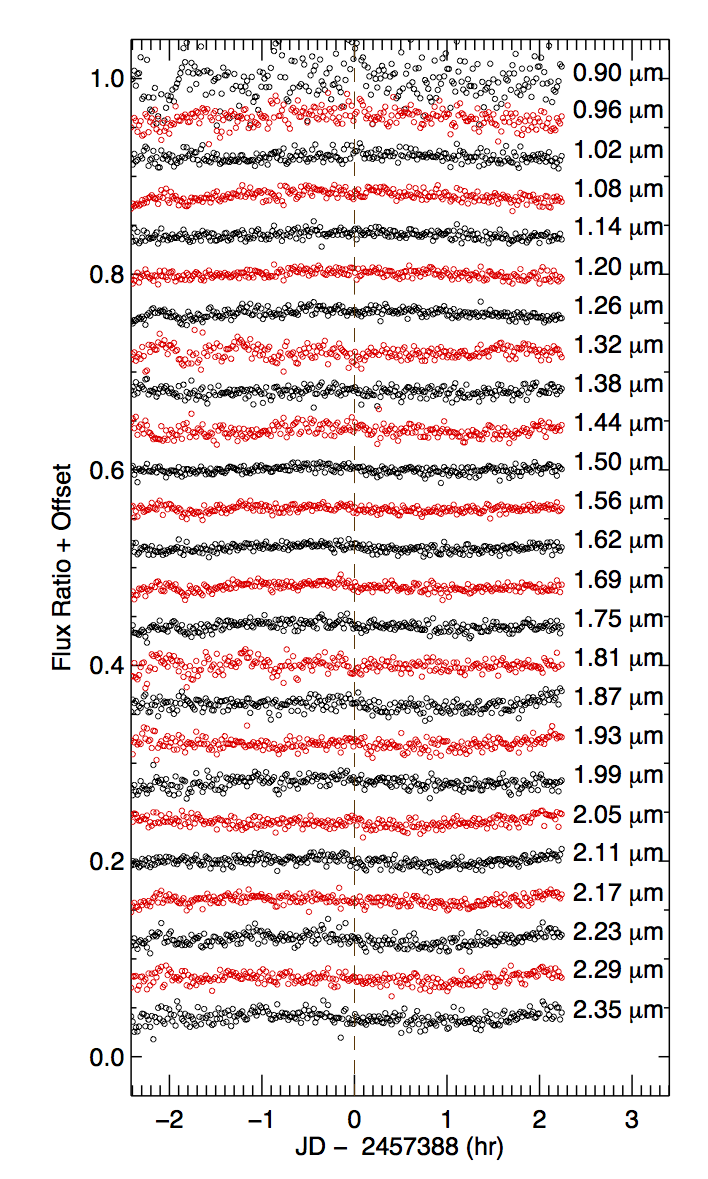 1.0
0.8
0.6
0.4
0.2
0.0
Flux Ratio + Offset
0.90 μm
0.96 μm
1.02 μm
1.08 μm
1.14 μm
1.20 μm
1.26 μm
1.32 μm
1.38 μm
1.44 μm
1.50 μm
1.56 μm
1.62 μm
1.69 μm
1.75 μm
1.81 μm
1.87 μm
1.93 μm
1.99 μm
2.05 μm
2.11 μm
2.17 μm
2.23 μm
2.29 μm
2.35 μm
−2 −1 0 1 2 3
JD − 2457388 (hr)